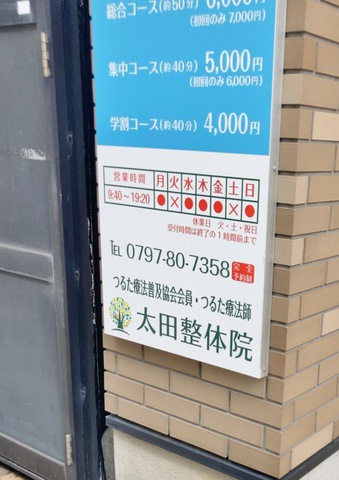 総合コース(約50分)
(初回のみ 7,000円)
集中コース(約40分) 5,000円
(初回のみ 6,000円)
学割コース(約40分) 4,000円
営業時間 月 火 水 木 金 土 日
9:40~19:20 ● × ● ● ● × ●
休業日 火・土・祝日
受付時間は終了の1時間前まで
TEL 0797-80-7358 完全予約制
つるた療法普及協会会員・つるた療法師
太田整体院